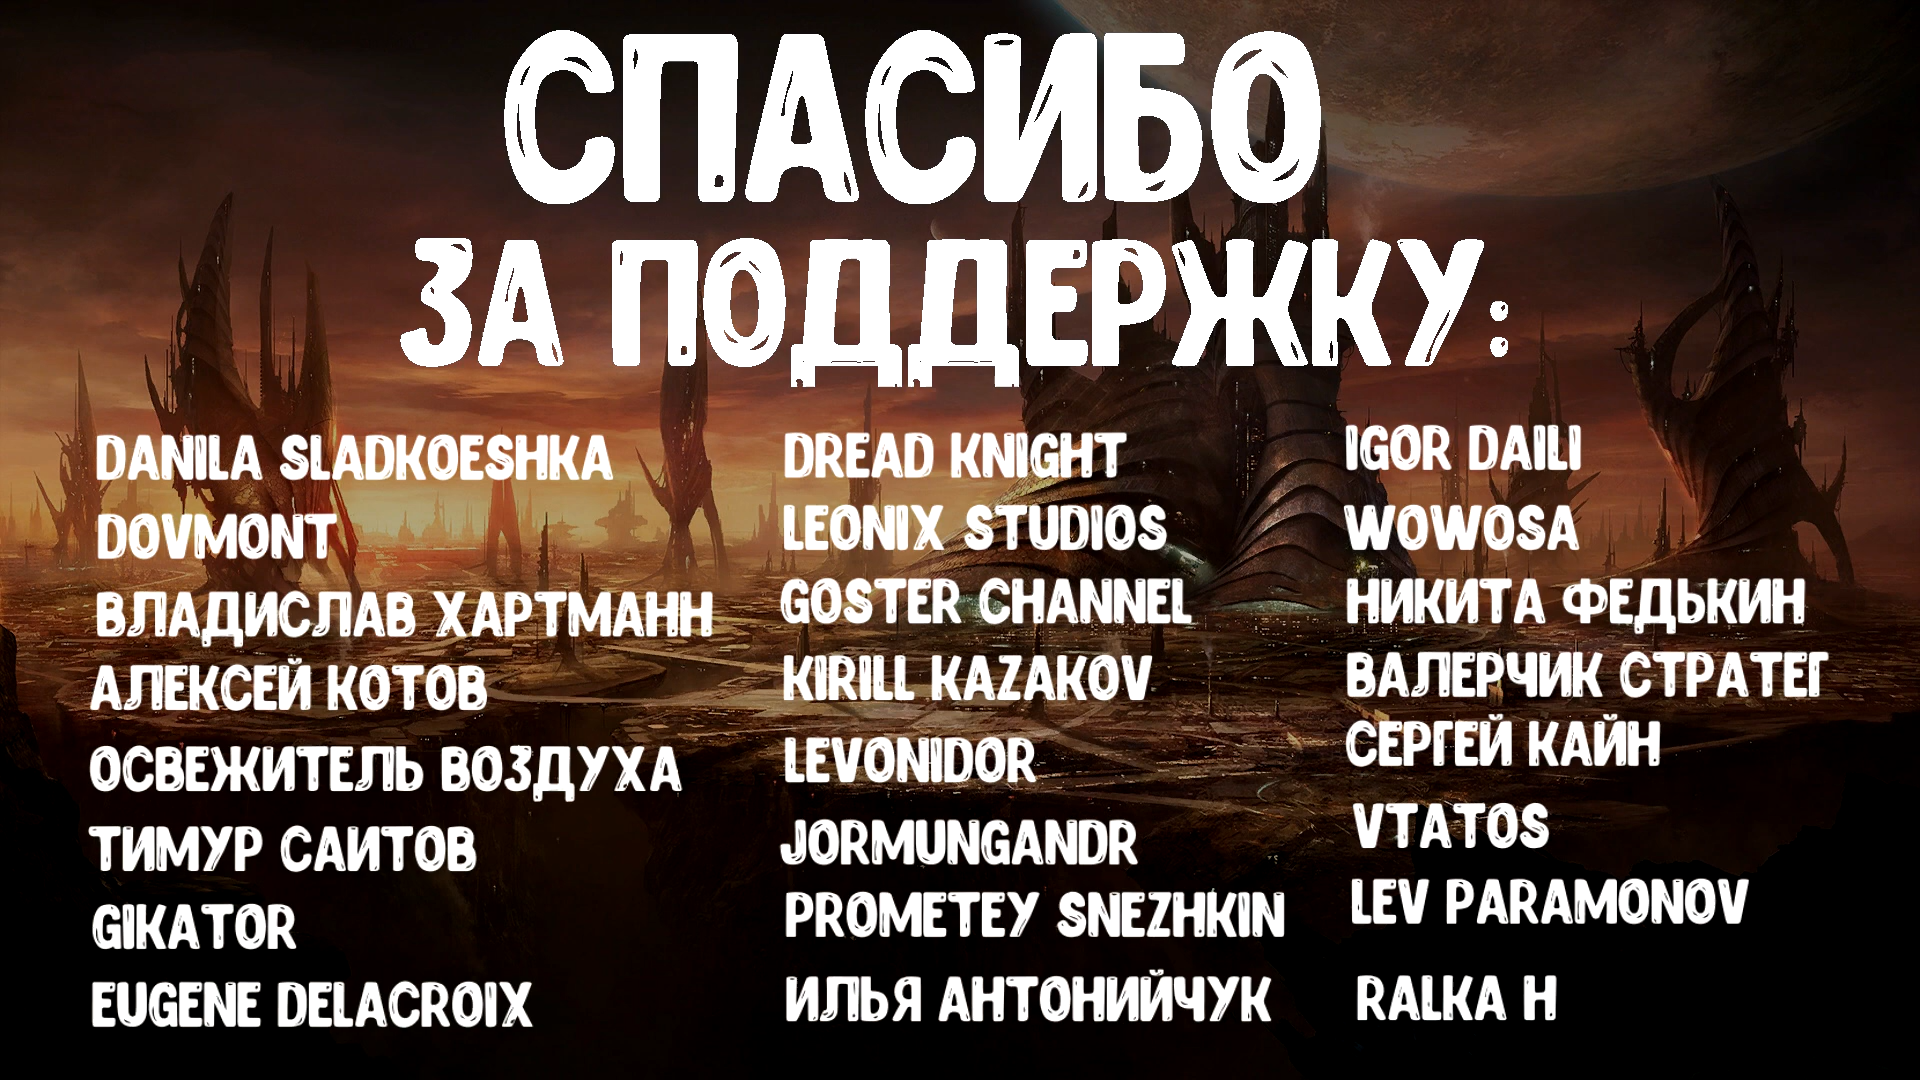 СПАСИБО
ЗА ПОДДЕРЖКУ:
DANILA SLADKOESHKA
DOVMONT
ВЛАДИСЛАВ ХАРТМАНН
АЛЕКСЕЙ КОТОВ
ОСВЕЖИТЕЛЬ ВОЗДУХА
ТИМУР САИТОВ
GIKATOR
EUGENE DELACROIX
DREAD KNIGHT
LEONIX STUDIOS
GOSTER CHANNEL
KIRILL KAZAKOV
LEVONIDOR
JORMUNGANDR
PROMETEY SNEZHKIN
ИЛЬЯ АНТОНИЙЧУК
IGOR DAILI
WOWOSA
НИКИТА ФЕДЬКИН
ВАЛЕРЧИК СТРАТЕГ
СЕРГЕЙ КАЙН
VTATOS
LEV PARAMONOV
RALKA H